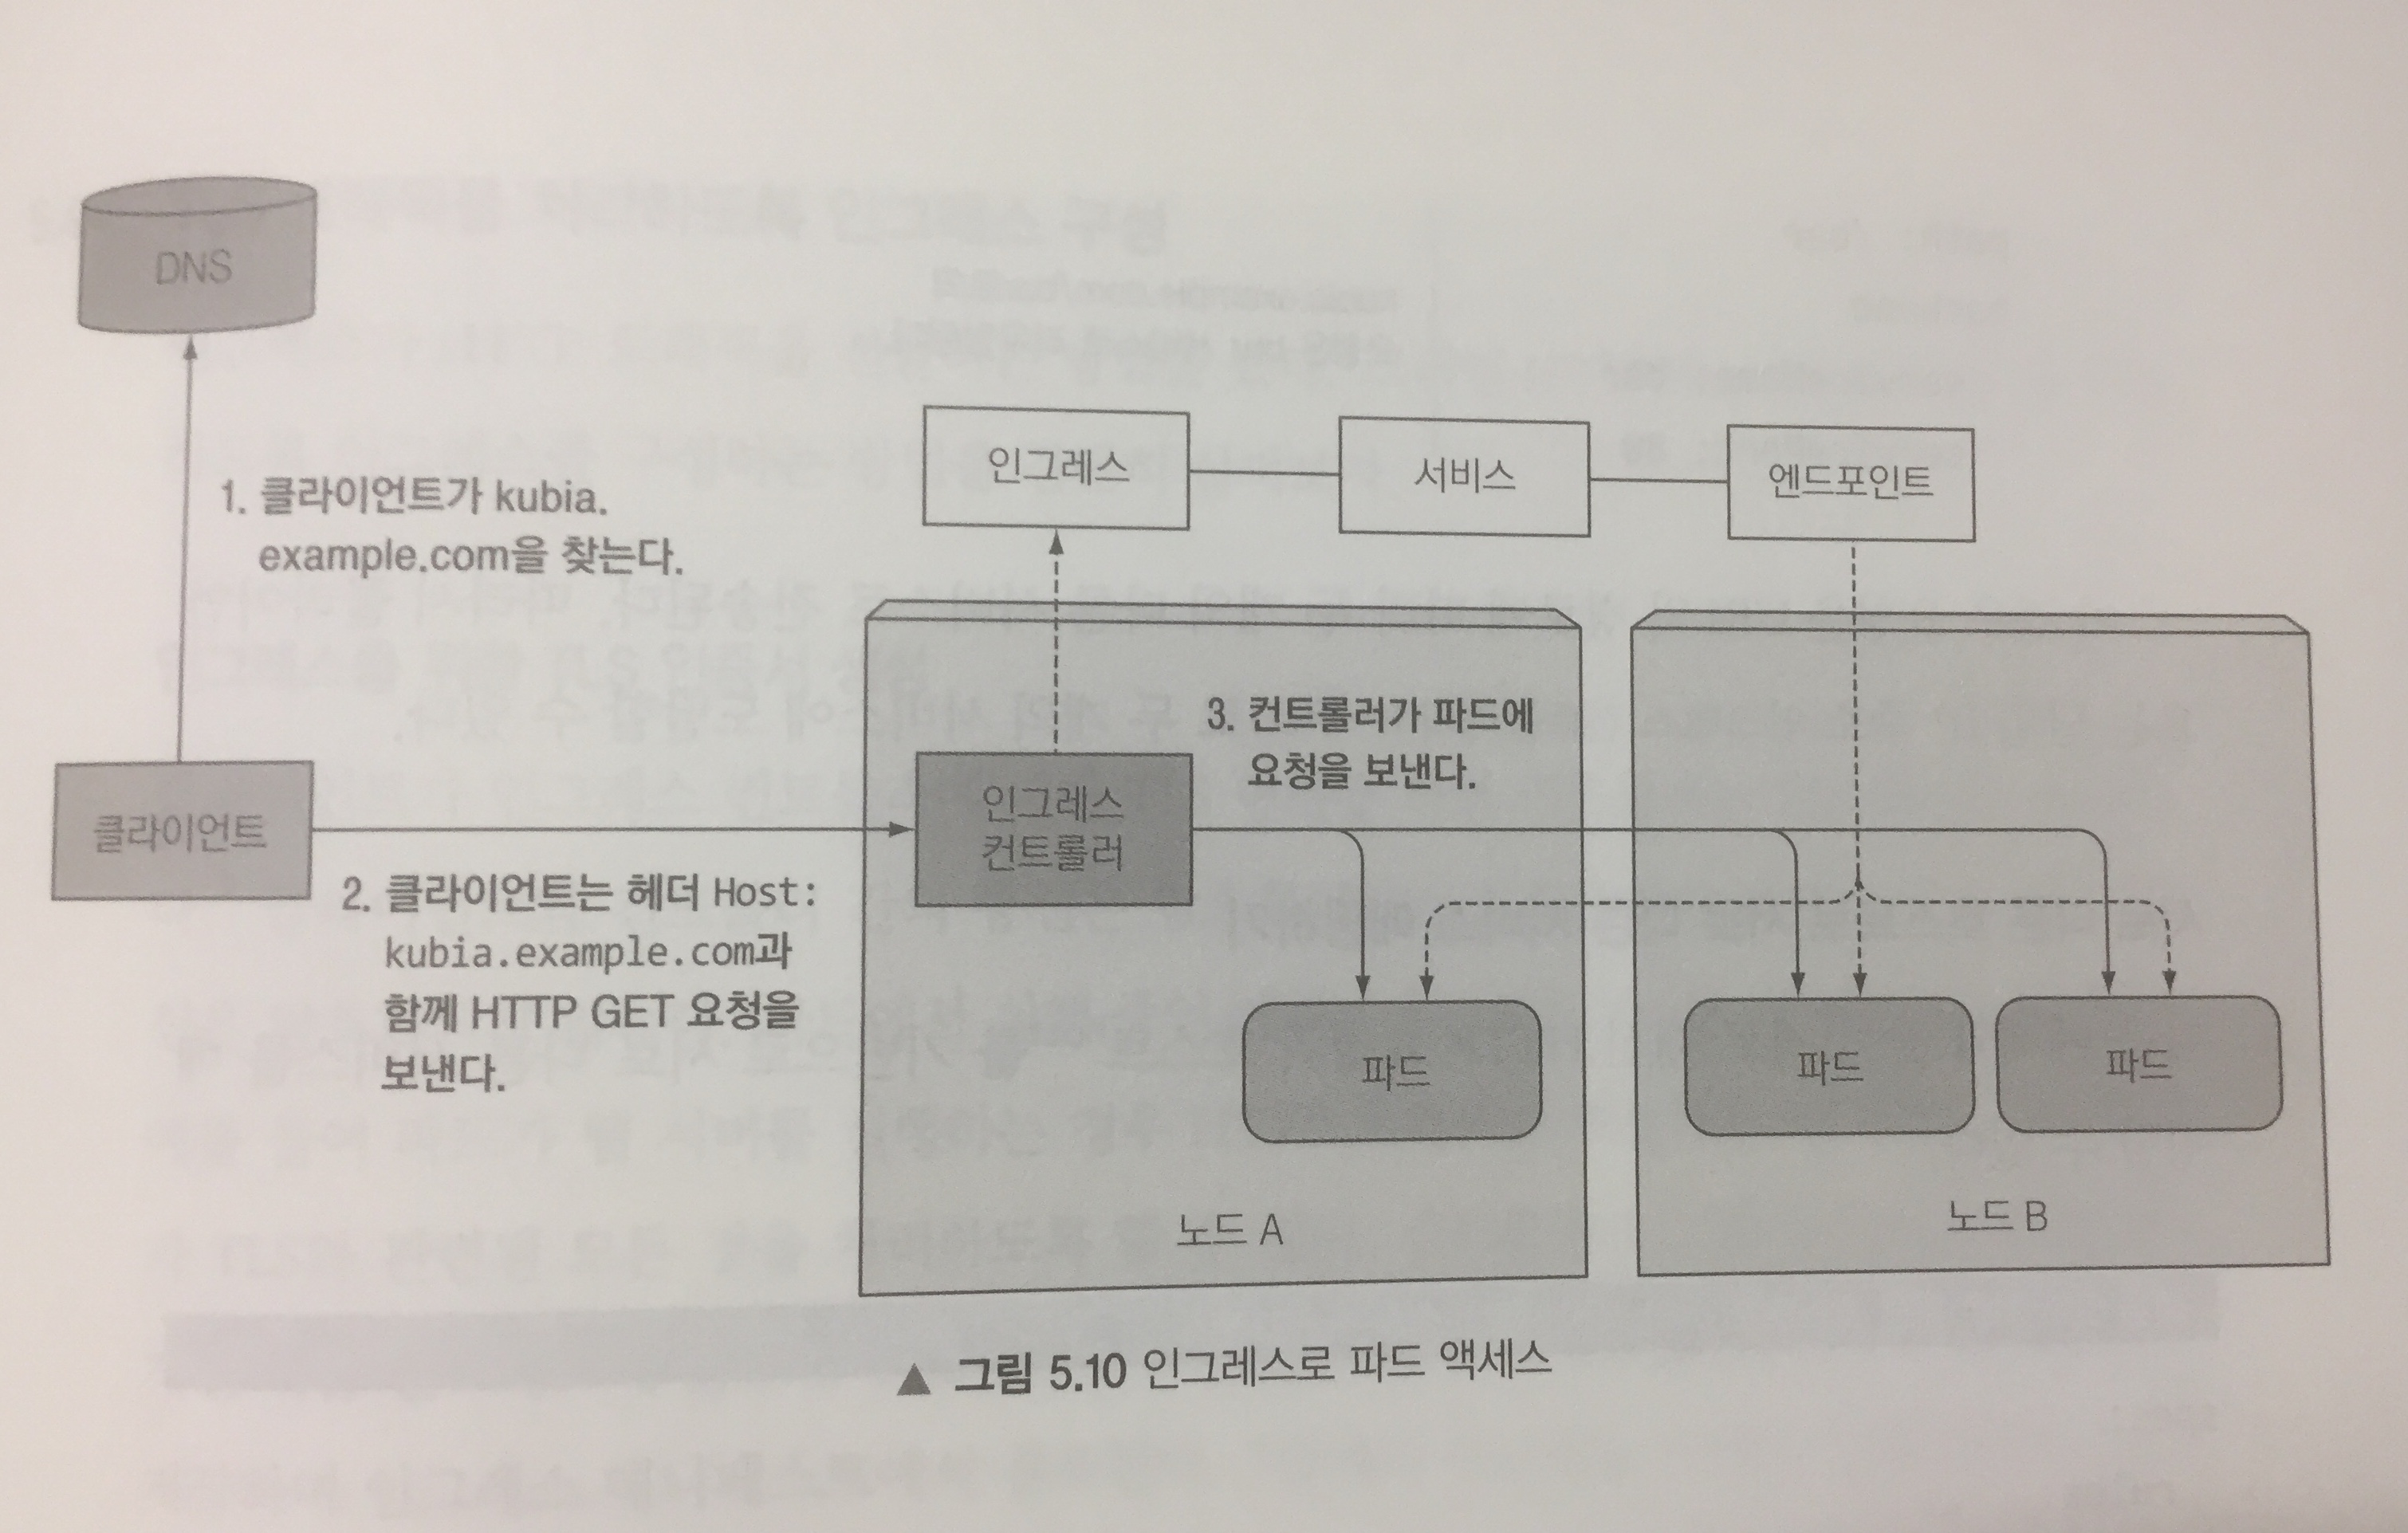 DNS
1. 클라이언트가 kubia.
example.com을 찾는다.
인그레스
서비스
엔드포인트
3. 컨트롤러가 파드에
요청을 보낸다.
클라이언트
인그레스
컨트롤러
2. 클라이언트는 헤더 Host:
kubia.example.com과
함께 HTTP GET 요청을
보낸다.
파드
파드
파드
노드 A
노드 B
▲ 그림 5.10 인그레스로 파드 액세스